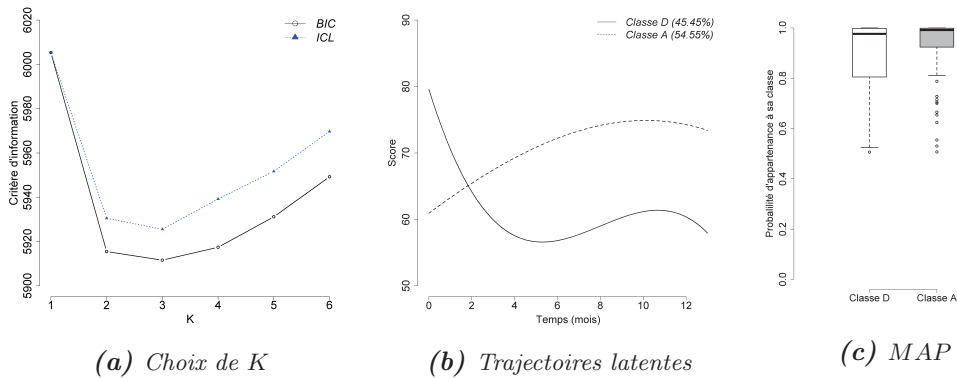 6020
6000
5980
5960
5940
5920
5900
Critère d'information
1 2 3 4 5 6
K
BIC
ICL
(a) Choix de K
90
80
70
60
50
Score
0 2 4 6 8 10 12
Temps (mois)
Classe D (45.45%)
Classe A (54.55%)
(b) Trajectoires latentes
1.0
0.8
0.6
0.4
0.2
0.0
Probabilité d'appartenance à sa classe
Classe D Classe A
(c) MAP